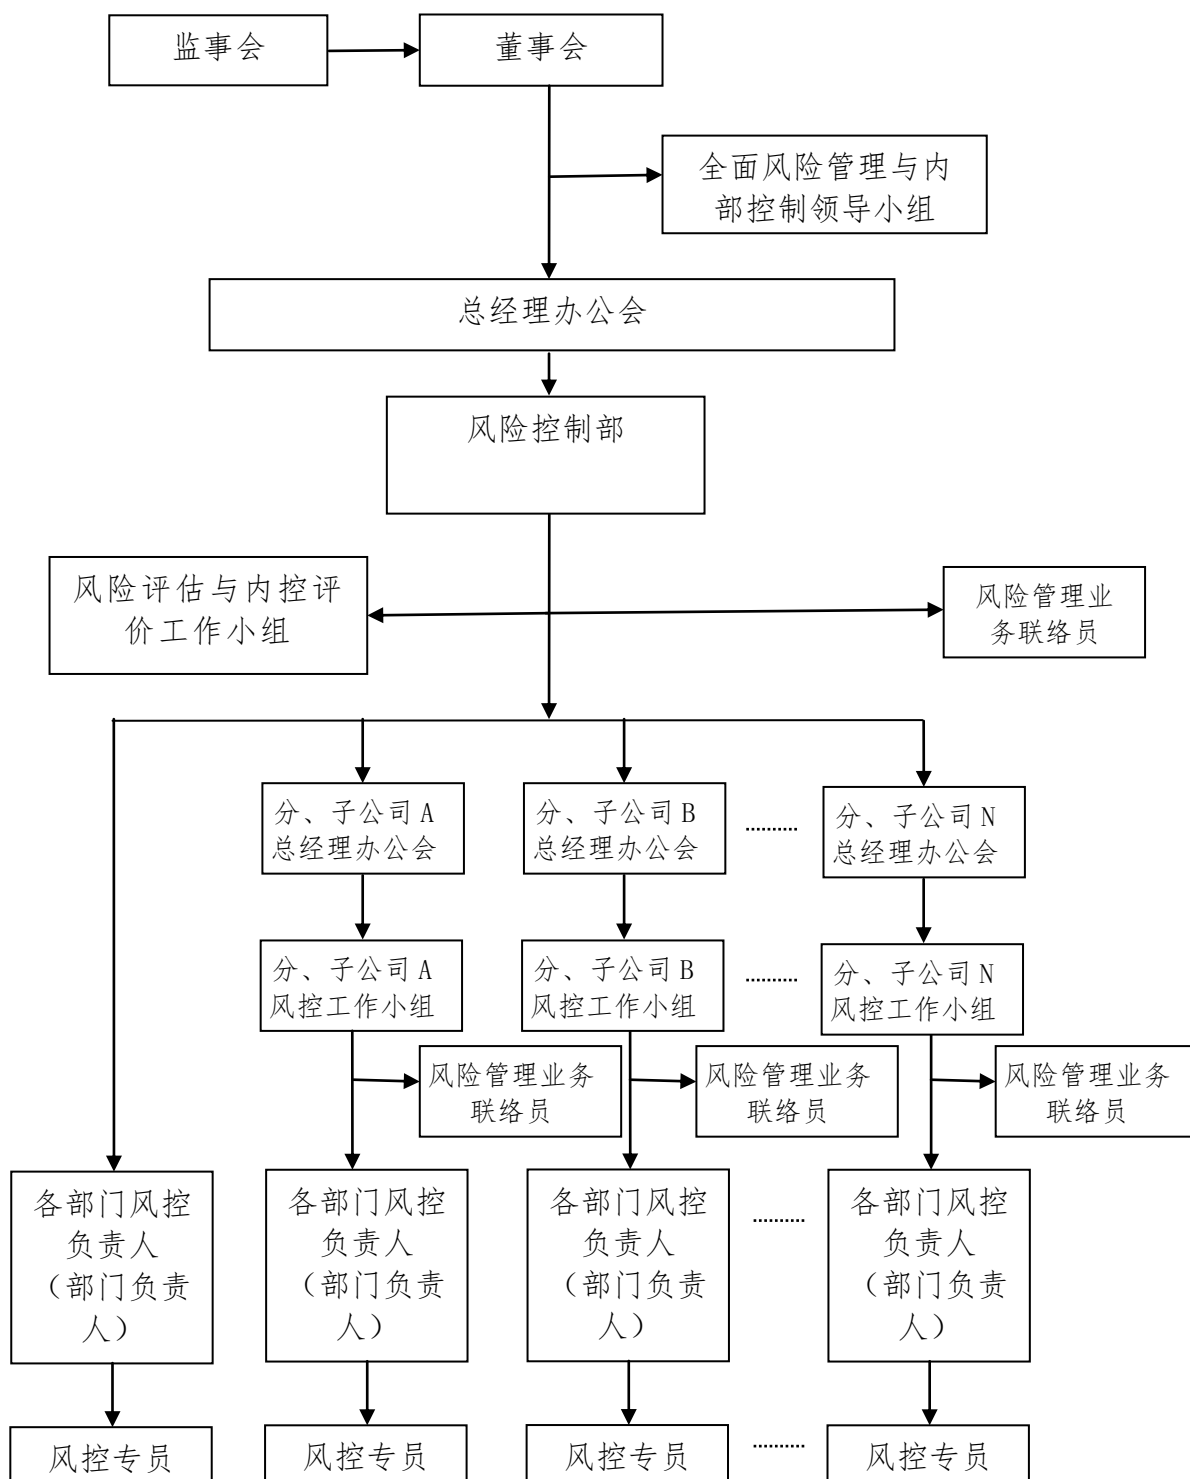 监事会
董事会
全面风险管理与内
部控制领导小组
总经理办公会
风险控制部
风险评估与内控评
价工作小组
风险管理业
务联络员
分、子公司 A
总经理办公会
分、子公司 B
总经理办公会
..........
分、子公司 N
总经理办公会
分、子公司 A
风控工作小组
分、子公司 B
风控工作小组
..........
分、子公司 N
风控工作小组
风险管理业务
联络员
风险管理业务
联络员
风险管理业务
联络员
各部门风控
负责人
（部门负责
人）
各部门风控
负责人
（部门负责
人）
各部门风控
负责人
（部门负责
人）
..........
各部门风控
负责人
（部门负责
人）
风控专员
风控专员
风控专员
..........
风控专员